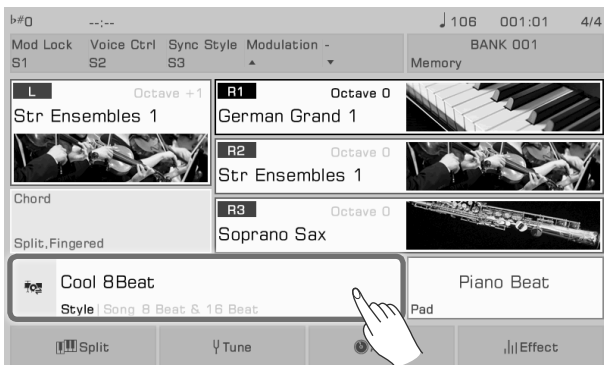 ♭#0 --:-- ♩106 001:01 4/4
Mod Lock Voice Ctrl Sync Style Modulation - BANK 001
S1 S2 S3 ▲ ▼ Memory
L Octave +1
Str Ensembles 1
R1 Octave 0
German Grand 1
R2 Octave 0
Str Ensembles 1
R3 Octave 0
Soprano Sax
Chord
Split,Fingered
Cool 8Beat
Style | Song 8 Beat & 16 Beat
Piano Beat
Pad
Split Tune Effect